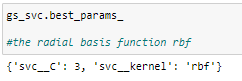 gs_svc.best_params_
#the radial basis function rbf
{'svc__C': 3, 'svc__kernel': 'rbf'}